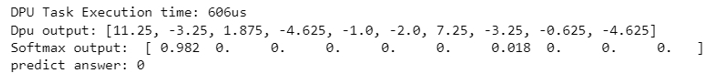 DPU Task Execution time: 606us
Dpu output: [11.25, -3.25, 1.875, -4.625, -1.0, -2.0, 7.25, -3.25, -0.625, -4.625]
Softmax output:  [ 0.982  0.     0.     0.     0.     0.     0.018  0.     0.     0.   ]
predict answer: 0